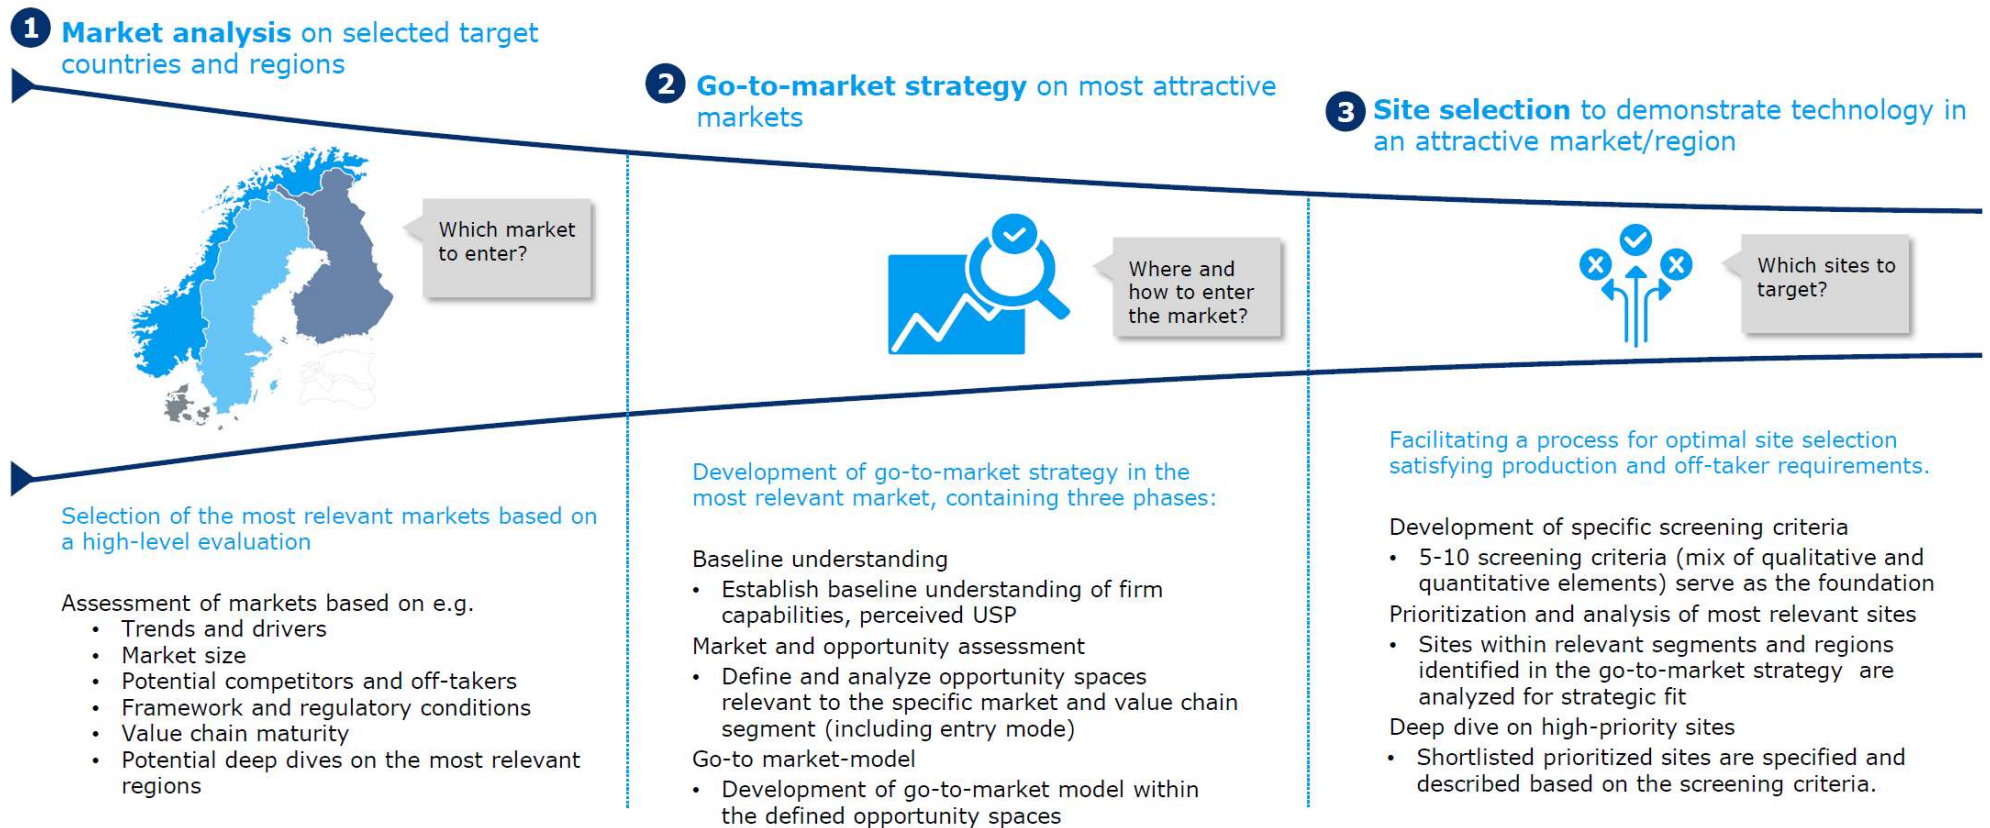 1
Market analysis on selected target
countries and regions
Which market
to enter?
Selection of the most relevant markets based on
a high-level evaluation
Assessment of markets based on e.g.
• Trends and drivers
• Market size
• Potential competitors and off-takers
• Framework and regulatory conditions
• Value chain maturity
• Potential deep dives on the most relevant
regions
2
Go-to-market strategy on most attractive
markets
Where and
how to enter
the market?
Development of go-to-market strategy in the
most relevant market, containing three phases:
Baseline understanding
• Establish baseline understanding of firm
capabilities, perceived USP
Market and opportunity assessment
• Define and analyze opportunity spaces
relevant to the specific market and value chain
segment (including entry mode)
Go-to market-model
• Development of go-to-market model within
the defined opportunity spaces
3
Site selection to demonstrate technology in
an attractive market/region
Which sites to
target?
Facilitating a process for optimal site selection
satisfying production and off-taker requirements.
Development of specific screening criteria
• 5-10 screening criteria (mix of qualitative and
quantitative elements) serve as the foundation
Prioritization and analysis of most relevant sites
• Sites within relevant segments and regions
identified in the go-to-market strategy are
analyzed for strategic fit
Deep dive on high-priority sites
• Shortlisted prioritized sites are specified and
described based on the screening criteria.